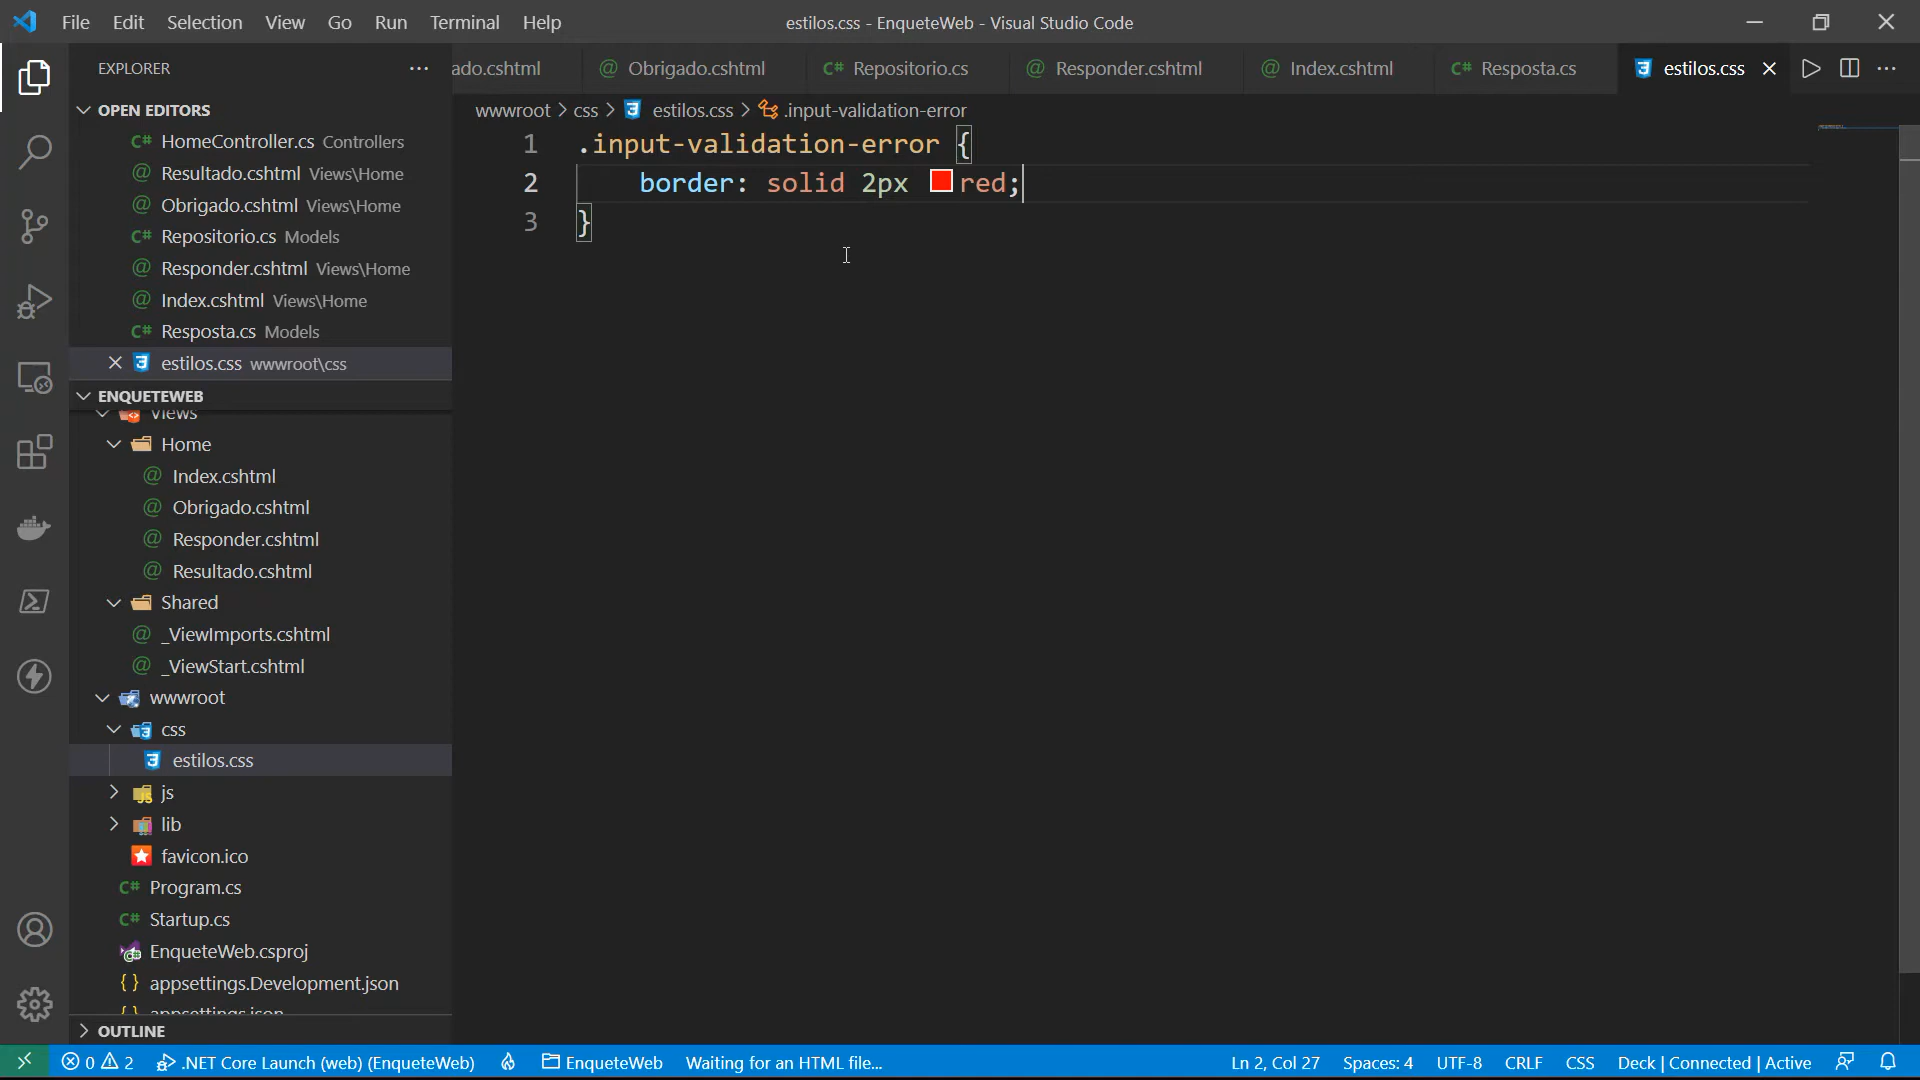 File Edit Selection View Go Run Terminal Help
estilos.css - EnqueteWeb - Visual Studio Code
EXPLORER
OPEN EDITORS
HomeController.cs Controllers
Resultado.cshtml Views\Home
Obrigado.cshtml Views\Home
Repositorio.cs Models
Responder.cshtml Views\Home
Index.cshtml Views\Home
Resposta.cs Models
estilos.css wwwroot\css
ENQUETEWEB
Views
Home
Index.cshtml
Obrigado.cshtml
Responder.cshtml
Resultado.cshtml
Shared
_ViewImports.cshtml
_ViewStart.cshtml
wwwroot
css
estilos.css
js
lib
favicon.ico
Program.cs
Startup.cs
EnqueteWeb.csproj
appsettings.Development.json
appsettings.json
OUTLINE
ado.cshtml Obrigado.cshtml Repositorio.cs Responder.cshtml Index.cshtml Resposta.cs estilos.css
wwwroot > css > estilos.css > .input-validation-error
1 .input-validation-error {
2 border: solid 2px red;
3 }
0 2 .NET Core Launch (web) (EnqueteWeb) EnqueteWeb Waiting for an HTML file... Ln 2, Col 27 Spaces: 4 UTF-8 CRLF CSS Deck | Connected | Active